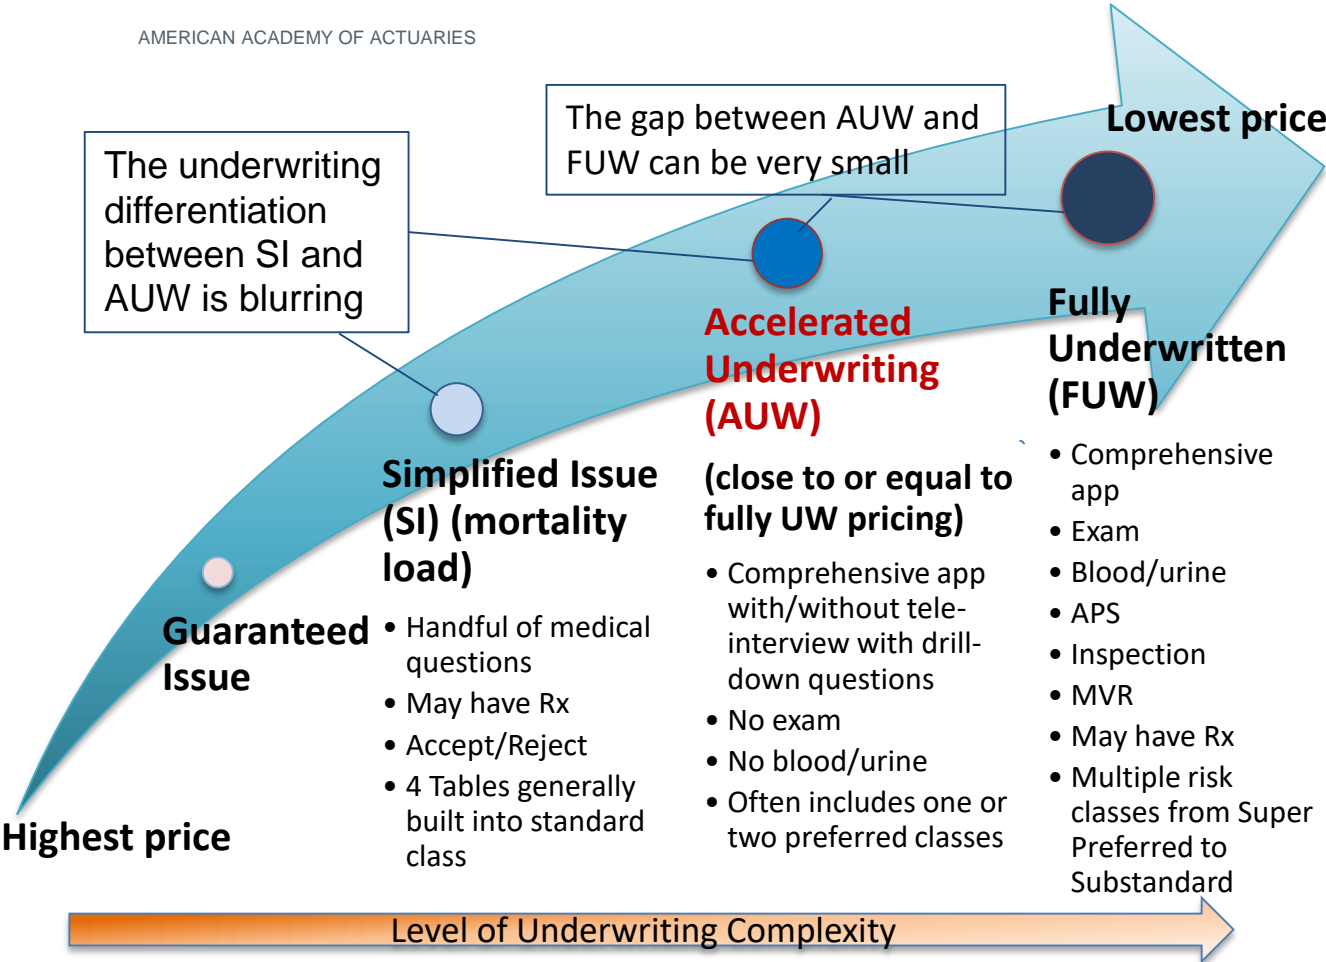 AMERICAN ACADEMY OF ACTUARIES
The underwriting
differentiation
between SI and
AUW is blurring
The gap between AUW and
FUW can be very small
Lowest price
Highest price
Guaranteed
Issue
Simplified Issue
(SI) (mortality
load)
• Handful of medical
questions
• May have Rx
• Accept/Reject
• 4 Tables generally
built into standard
class
Accelerated
Underwriting
(AUW)
(close to or equal to
fully UW pricing)
• Comprehensive app
with/without tele-
interview with drill-
down questions
• No exam
• No blood/urine
• Often includes one or
two preferred classes
Fully
Underwritten
(FUW)
• Comprehensive
app
• Exam
• Blood/urine
• APS
• Inspection
• MVR
• May have Rx
• Multiple risk
classes from Super
Preferred to
Substandard
Level of Underwriting Complexity